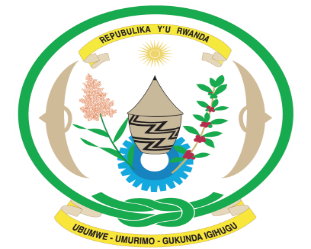 REPUBULIKA Y'U RWANDA
UBUMWE - UMURIMO - GUKUNDA IGIHUGU